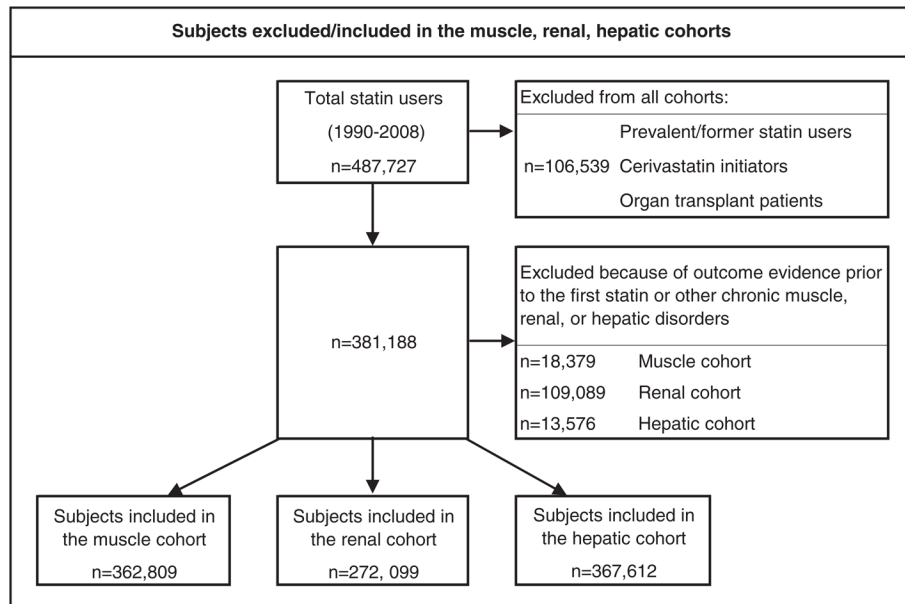 Subjects excluded/included in the muscle, renal, hepatic cohorts
Total statin users
(1990-2008)
n=487,727
Excluded from all cohorts:
Prevalent/former statin users
n=106,539 Cerivastatin initiators
Organ transplant patients
n=381,188
Excluded because of outcome evidence prior
to the first statin or other chronic muscle,
renal, or hepatic disorders
n=18,379 Muscle cohort
n=109,089 Renal cohort
n=13,576 Hepatic cohort
Subjects included in
the muscle cohort
n=362,809
Subjects included in
the renal cohort
n=272, 099
Subjects included in
the hepatic cohort
n=367,612